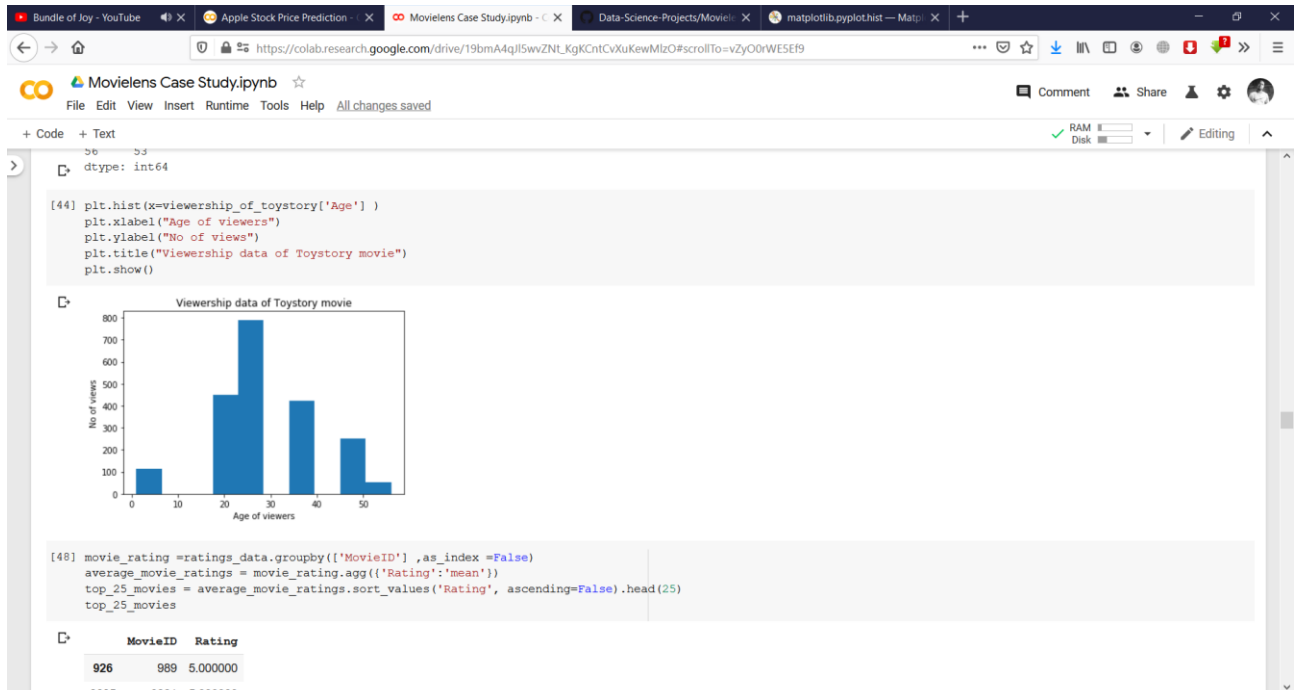 Bundle of Joy - YouTube
Apple Stock Price Prediction - C
Movielens Case Study.ipynb - C
Data-Science-Projects/Moviele
matplotlib.pyplot.hist — Matpl
https://colab.research.google.com/drive/19bmA4qJl5wvZNt_KgKCntCvXuKewMlzO#scrollTo=vZyO0rWE5Ef9
Movielens Case Study.ipynb
Comment
Share
File Edit View Insert Runtime Tools Help All changes saved
+ Code + Text
RAM
Disk
Editing
56 53
dtype: int64
[44] plt.hist(x=viewership_of_toystory['Age'] )
plt.xlabel("Age of viewers")
plt.ylabel("No of views")
plt.title("Viewership data of Toystory movie")
plt.show()
Viewership data of Toystory movie
800
700
600
500
400
300
200
100
0
No of views
0 10 20 30 40 50
Age of viewers
[48] movie_rating =ratings_data.groupby(['MovieID'] ,as_index =False)
average_movie_ratings = movie_rating.agg({'Rating':'mean'})
top_25_movies = average_movie_ratings.sort_values('Rating', ascending=False).head(25)
top_25_movies
MovieID Rating
926 989 5.000000